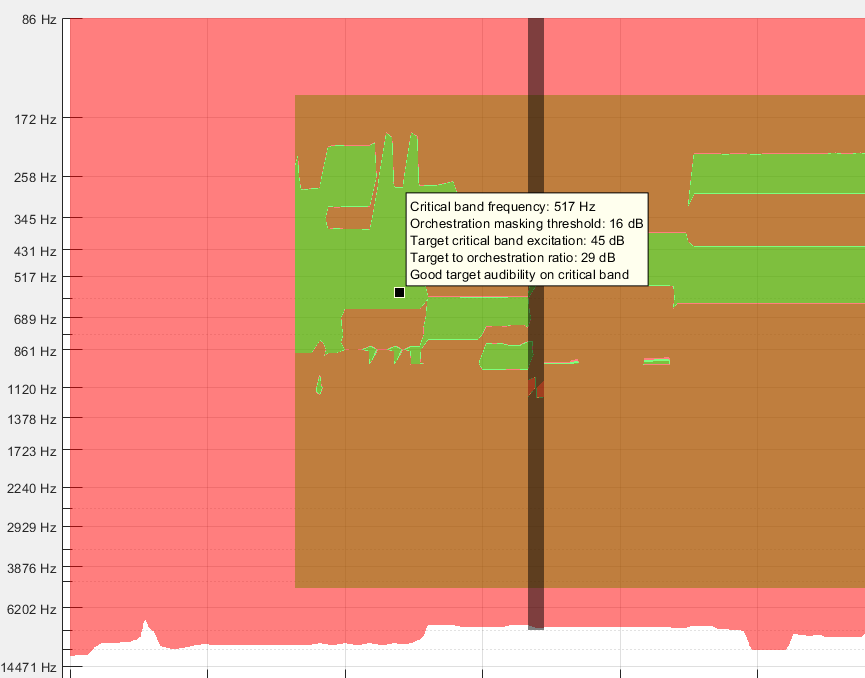 86 Hz
172 Hz
258 Hz
345 Hz
431 Hz
517 Hz
689 Hz
861 Hz
1120 Hz
1378 Hz
1723 Hz
2240 Hz
2929 Hz
3876 Hz
6202 Hz
14471 Hz
Critical band frequency: 517 Hz
Orchestration masking threshold: 16 dB
Target critical band excitation: 45 dB
Target to orchestration ratio: 29 dB
Good target audibility on critical band